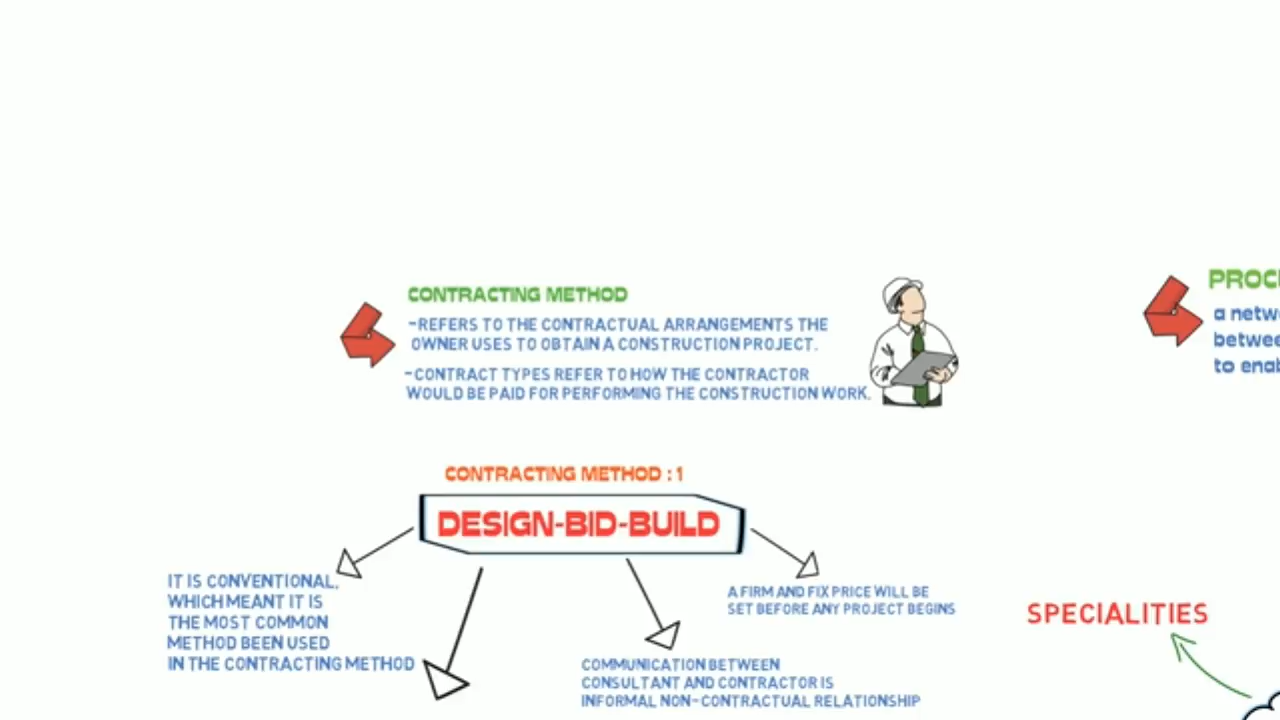 CONTRACTING METHOD
-REFERS TO THE CONTRACTUAL ARRANGEMENTS THE
OWNER USES TO OBTAIN A CONSTRUCTION PROJECT.
-CONTRACT TYPES REFER TO HOW THE CONTRACTOR
WOULD BE PAID FOR PERFORMING THE CONSTRUCTION WORK.
a
between
to
CONTRACTING METHOD : 1
DESIGN-BID-BUILD
IT IS CONVENTIONAL,
WHICH MEANT IT IS
THE MOST COMMON
METHOD BEEN USED
IN THE CONTRACTING METHOD
COMMUNICATION BETWEEN
CONSULTANT AND CONTRACTOR IS
INFORMAL NON-CONTRACTUAL RELATIONSHIP
A FIRM AND FIX PRICE WILL BE
SET BEFORE ANY PROJECT BEGINS
SPECIALITIES